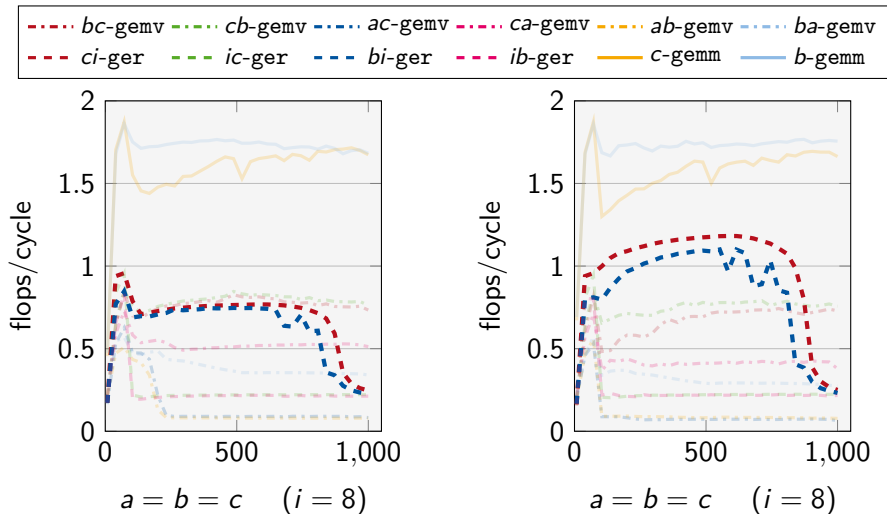 bc-gemv cb-gemv ac-gemv ca-gemv ab-gemv ba-gemv
ci-ger ic-ger bi-ger ib-ger c-gemm b-gemm
2
1.5
1
0.5
0
0 500 1,000
flops/cycle
a = b = c (i = 8)
2
1.5
1
0.5
0
0 500 1,000
flops/cycle
a = b = c (i = 8)